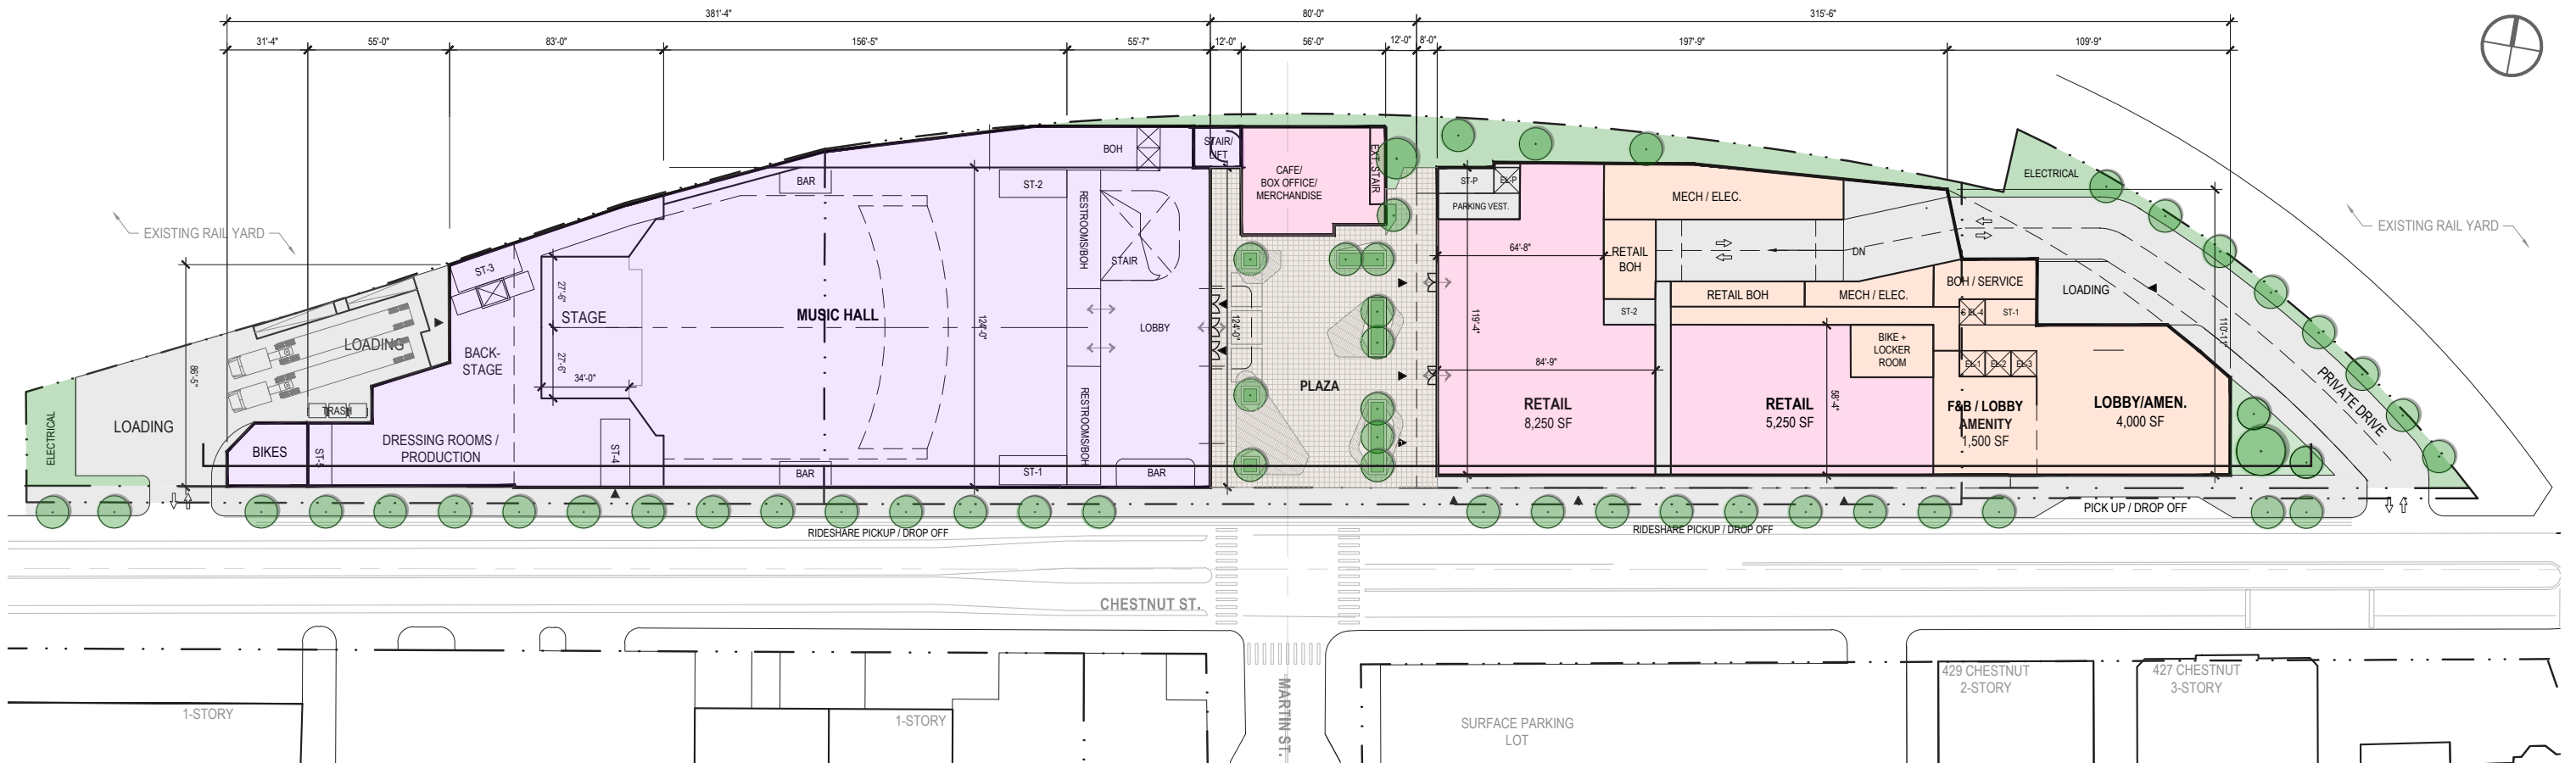 381'-4"
80'-0"
315'-6"
31'-4"
55'-0"
83'-0"
156'-5"
55'-7"
12'-0"
56'-0"
12'-0"
8'-0"
197'-9"
109'-9"
EXISTING RAIL YARD
EXISTING RAIL YARD
ELECTRICAL
LOADING
LOADING
86'-5"
TRASH
BIKES
ST-3
BACK-
STAGE
DRESSING ROOMS /
PRODUCTION
STAGE
27'-6"
27'-6"
34'-0"
ST-4
BAR
MUSIC HALL
BAR
124'-0"
BOH
ST-2
ST-1
RESTROOMS/BOH
RESTROOMS/BOH
STAIR
LOBBY
BAR
STAIR/
LIFT
CAFE/
BOX OFFICE/
MERCHANDISE
EXT.STAIR
124'-0"
PLAZA
ST-P
EL-P
PARKING VEST.
64'-8"
119'-4"
84'-9"
RETAIL
8,250 SF
MECH / ELEC.
RETAIL
BOH
ST-2
DN
RETAIL BOH
MECH / ELEC.
BOH / SERVICE
EL-4
ST-1
BIKE +
LOCKER
ROOM
EL-1
EL-2
EL-3
58'-4"
RETAIL
5,250 SF
F&B / LOBBY
AMENITY
1,500 SF
LOBBY/AMEN.
4,000 SF
LOADING
110'-11"
ELECTRICAL
PRIVATE DRIVE
PICK UP / DROP OFF
RIDESHARE PICKUP / DROP OFF
RIDESHARE PICKUP / DROP OFF
CHESTNUT ST.
MARTIN ST.
1-STORY
1-STORY
SURFACE PARKING
LOT
429 CHESTNUT
2-STORY
427 CHESTNUT
3-STORY